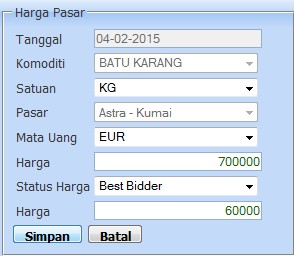 Harga Pasar
Tanggal 04-02-2015
Komoditi BATU KARANG
Satuan KG
Pasar Astra - Kumai
Mata Uang EUR
Harga 700000
Status Harga Best Bidder
Harga 60000
Simpan Batal